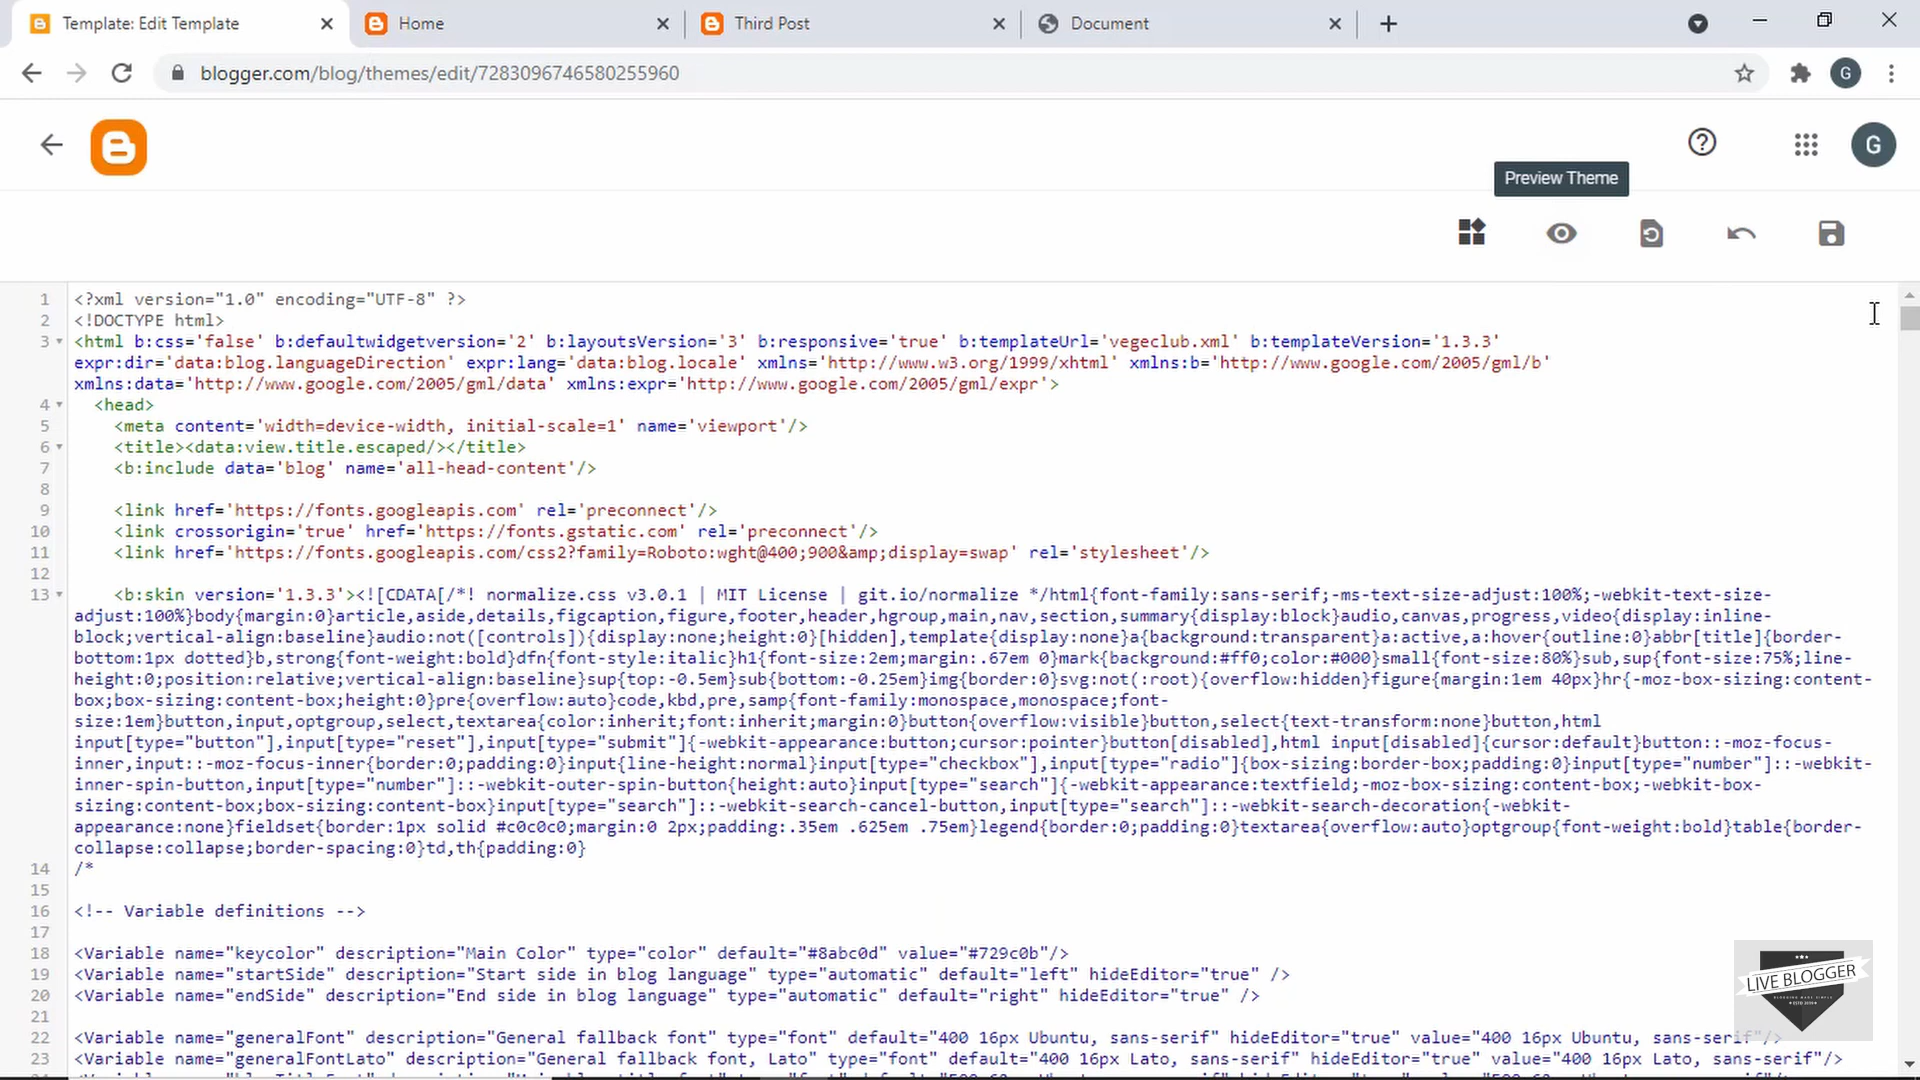 Template: Edit Template
Home
Third Post
Document
blogger.com/blog/themes/edit/7283096746580255960
G
G
Preview Theme
1 <?xml version="1.0" encoding="UTF-8" ?>
2 <!DOCTYPE html>
3 <html b:css='false' b:defaultwidgetversion='2' b:layoutsVersion='3' b:responsive='true' b:templateUrl='vegeclub.xml' b:templateVersion='1.3.3'
expr:dir='data:blog.languageDirection' expr:lang='data:blog.locale' xmlns='http://www.w3.org/1999/xhtml' xmlns:b='http://www.google.com/2005/gml/b'
xmlns:data='http://www.google.com/2005/gml/data' xmlns:expr='http://www.google.com/2005/gml/expr'>
4 <head>
5 <meta content='width=device-width, initial-scale=1' name='viewport'/>
6 <title><data:view.title.escaped/></title>
7 <b:include data='blog' name='all-head-content'/>
8
9 <link href='https://fonts.googleapis.com' rel='preconnect'/>
10 <link crossorigin='true' href='https://fonts.gstatic.com' rel='preconnect'/>
11 <link href='https://fonts.googleapis.com/css2?family=Roboto:wght@400;900&amp;display=swap' rel='stylesheet'/>
12
13 <b:skin version='1.3.3'><![CDATA[/*! normalize.css v3.0.1 | MIT License | git.io/normalize */html{font-family:sans-serif;-ms-text-size-adjust:100%;-webkit-text-size-
adjust:100%}body{margin:0}article,aside,details,figcaption,figure,footer,header,hgroup,main,nav,section,summary{display:block}audio,canvas,progress,video{display:inline-
block;vertical-align:baseline}audio:not([controls]){display:none;height:0}[hidden],template{display:none}a{background:transparent}a:active,a:hover{outline:0}abbr[title]{border-
bottom:1px dotted}b,strong{font-weight:bold}dfn{font-style:italic}h1{font-size:2em;margin:.67em 0}mark{background:#ff0;color:#000}small{font-size:80%}sub,sup{font-size:75%;line-
height:0;position:relative;vertical-align:baseline}sup{top:-0.5em}sub{bottom:-0.25em}img{border:0}svg:not(:root){overflow:hidden}figure{margin:1em 40px}hr{-moz-box-sizing:content-
box;box-sizing:content-box;height:0}pre{overflow:auto}code,kbd,pre,samp{font-family:monospace,monospace;font-
size:1em}button,input,optgroup,select,textarea{color:inherit;font:inherit;margin:0}button{overflow:visible}button,select{text-transform:none}button,html
input[type="button"],input[type="reset"],input[type="submit"]{-webkit-appearance:button;cursor:pointer}button[disabled],html input[disabled]{cursor:default}button::-moz-focus-
inner,input::-moz-focus-inner{border:0;padding:0}input{line-height:normal}input[type="checkbox"],input[type="radio"]{box-sizing:border-box;padding:0}input[type="number"]::-webkit-
inner-spin-button,input[type="number"]::-webkit-outer-spin-button{height:auto}input[type="search"]{-webkit-appearance:textfield;-moz-box-sizing:content-box;-webkit-box-
sizing:content-box;box-sizing:content-box}input[type="search"]::-webkit-search-cancel-button,input[type="search"]::-webkit-search-decoration{-webkit-
appearance:none}fieldset{border:1px solid #c0c0c0;margin:0 2px;padding:.35em .625em .75em}legend{border:0;padding:0}textarea{overflow:auto}optgroup{font-weight:bold}table{border-
collapse:collapse;border-spacing:0}td,th{padding:0}
14 /*
15
16 <!-- Variable definitions -->
17
18 <Variable name="keycolor" description="Main Color" type="color" default="#8abc0d" value="#729c0b"/>
19 <Variable name="startSide" description="Start side in blog language" type="automatic" default="left" hideEditor="true" />
20 <Variable name="endSide" description="End side in blog language" type="automatic" default="right" hideEditor="true" />
21
22 <Variable name="generalFont" description="General fallback font" type="font" default="400 16px Ubuntu, sans-serif" hideEditor="true" value="400 16px Ubuntu, sans-serif"/>
23 <Variable name="generalFontLato" description="General fallback font, Lato" type="font" default="400 16px Lato, sans-serif" hideEditor="true" value="400 16px Lato, sans-serif"/>
LIVE BLOGGER